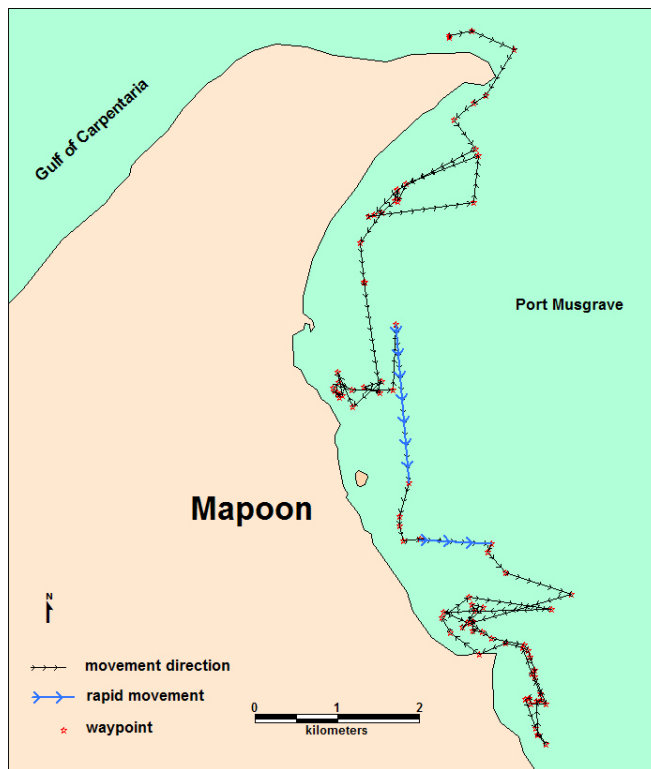 Gulf of Carpentaria
Port Musgrave
Mapoon
N
movement direction
rapid movement
waypoint
0 1 2
kilometers